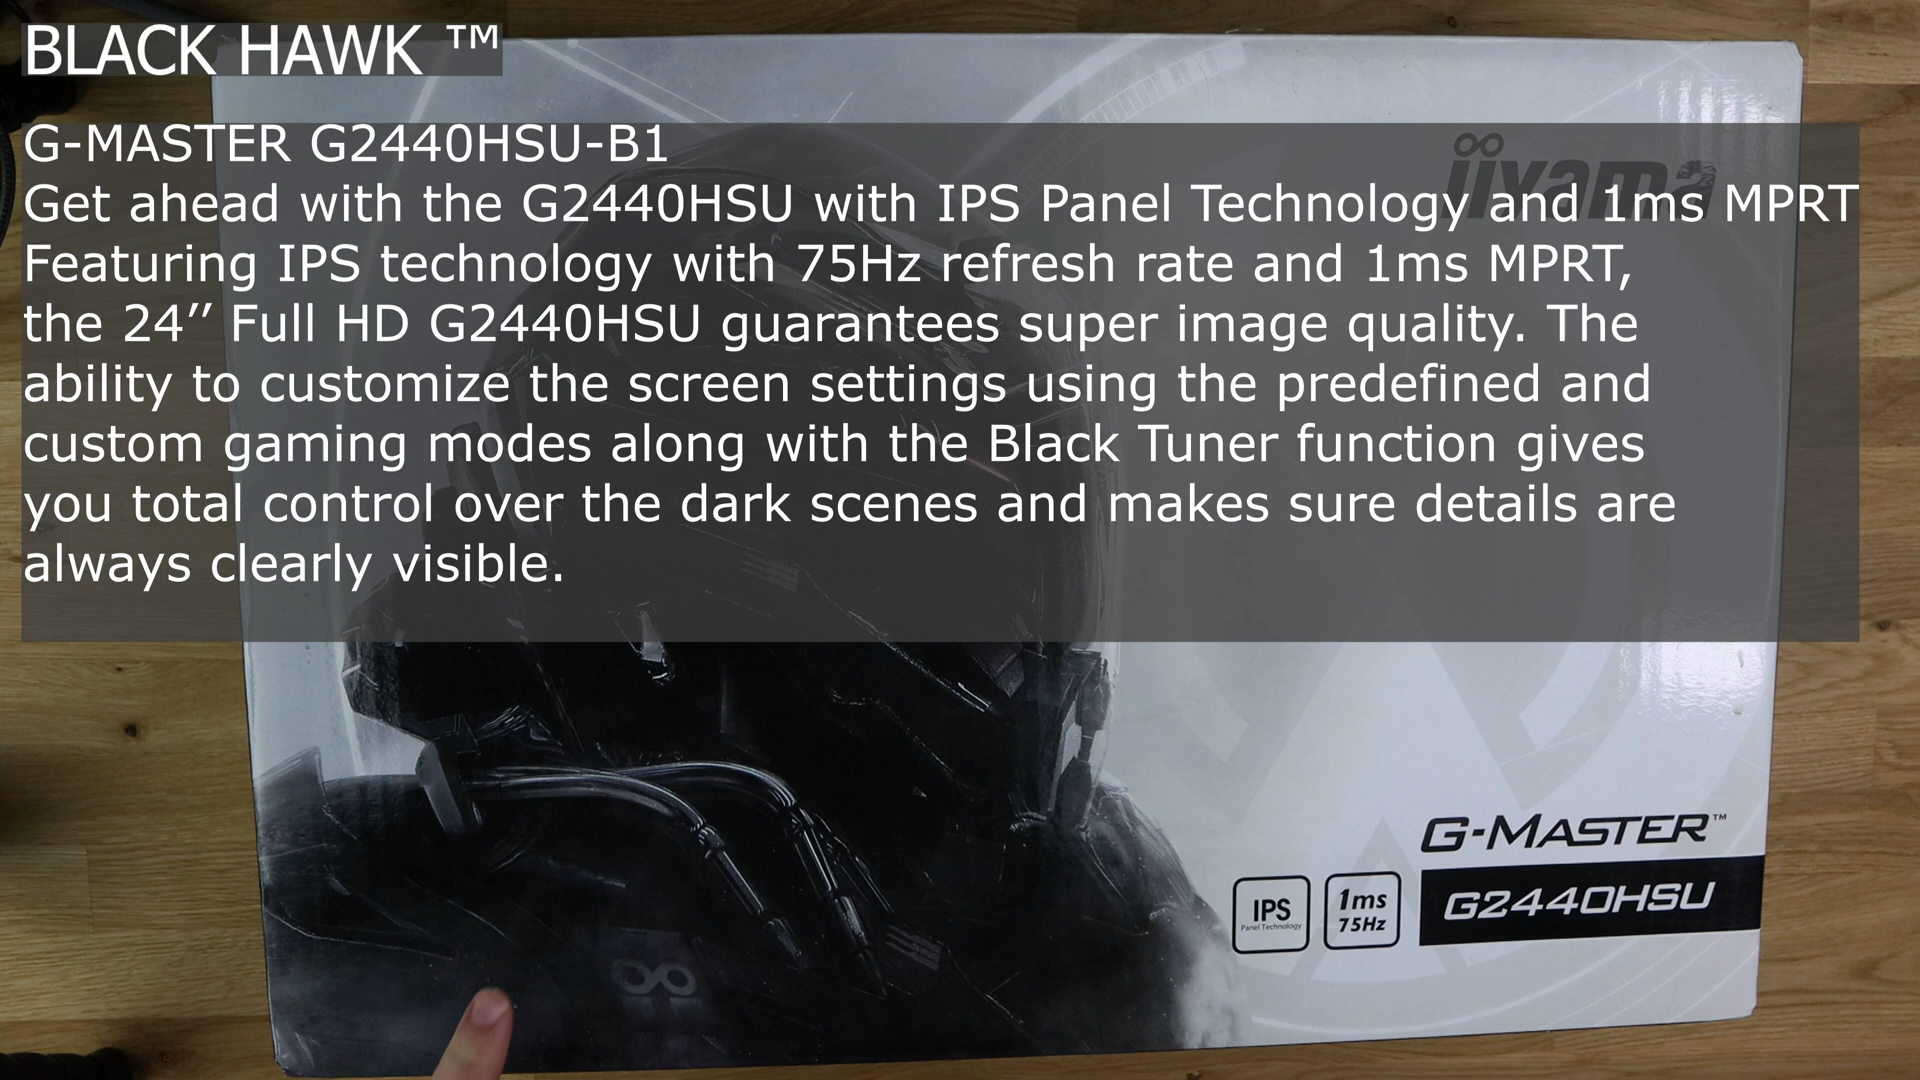 BLACK HAWK ™
G-MASTER G2440HSU-B1
iiyama
Get ahead with the G2440HSU with IPS Panel Technology and 1ms MPRT
Featuring IPS technology with 75Hz refresh rate and 1ms MPRT,
the 24’’ Full HD G2440HSU guarantees super image quality. The
ability to customize the screen settings using the predefined and
custom gaming modes along with the Black Tuner function gives
you total control over the dark scenes and makes sure details are
always clearly visible.
G-MASTER™
IPS
Panel Technology
1ms
75Hz
G2440HSU